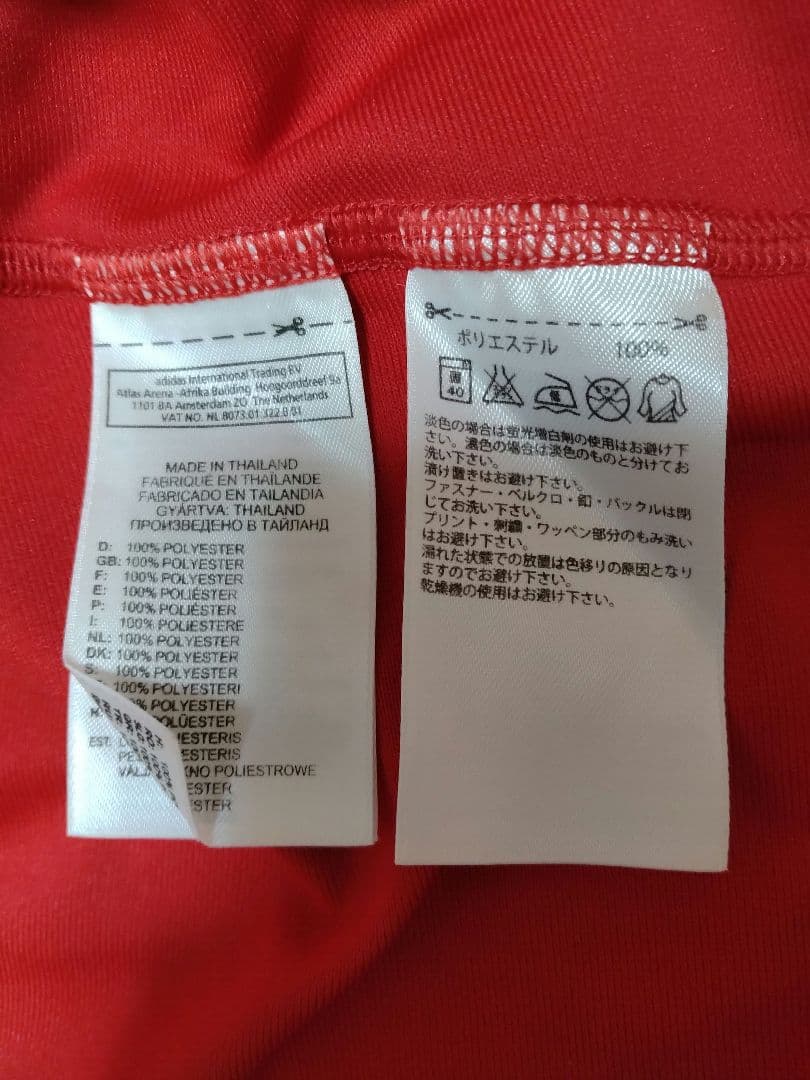 adidas International Trading B.V
Atlas Arena -Afrika Building Hoogoorddreef 9a
1101 BA Amsterdam ZO The Netherlands
VAT NO. NL 8073.01.322.B.01
MADE IN THAILAND
FABRIQUE EN THAÏLANDE
FABRICADO EN TAILANDIA
GYÁRTVA: THAILAND
ПРОИЗВЕДЕНО В ТАЙЛАНД
D: 100% POLYESTER
GB: 100% POLYESTER
F: 100% POLYESTER
E: 100% POLIÉSTER
P: 100% POLIÉSTER
I: 100% POLIESTERE
NL: 100% POLYESTER
DK: 100% POLYESTER
S: 100% POLYESTER
100% POLYESTERI
% POLYESTER
OLÜESTER
EST
IESTERIS
ESTERIS
KNO POLIESTROWE
ESTER
ESTER
ポリエステル 100%
40
低
淡色の場合は蛍光増白剤の使用はお避け下
さい。濃色の場合は淡色のものと分けてお
洗い下さい。
漬け置きはお避け下さい。
ファスナー・ベルクロ・釦・バックルは閉
じてお洗い下さい。
プリント・刺繍・ワッペン部分のもみ洗い
はお避け下さい。
濡れた状態での放置は色移りの原因となり
ますのでお避け下さい。
乾燥機の使用はお避け下さい。